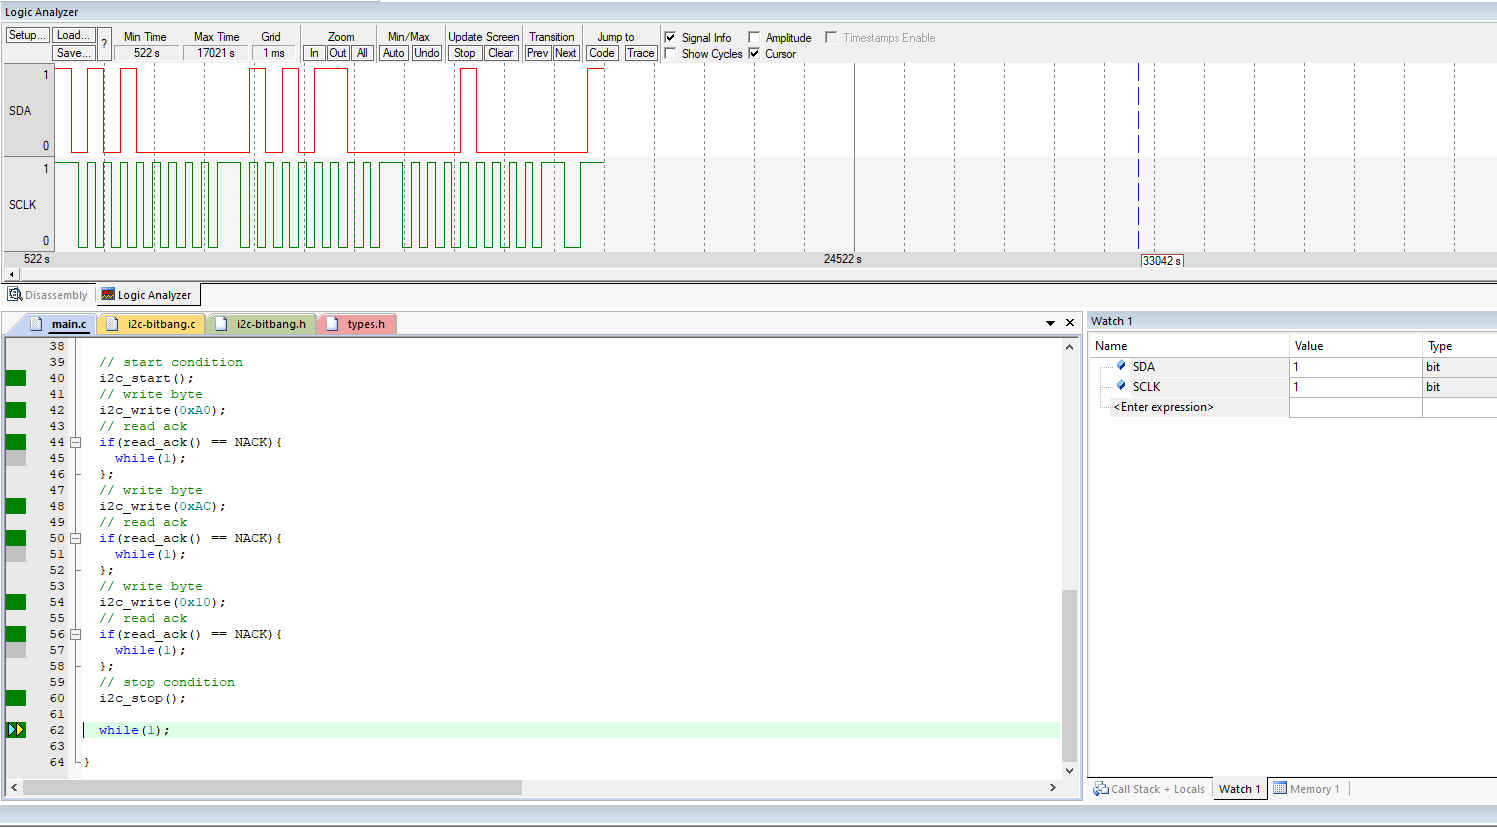 Logic Analyzer
Setup... Load... ? Min Time Max Time Grid Zoom Min/Max Update Screen Transition Jump to Signal Info Amplitude Timestamps Enable
Save... 522 s 17021 s 1 ms In Out All Auto Undo Stop Clear Prev Next Code Trace Show Cycles Cursor
1
SDA
0
1
SCLK
0
522 s 24522 s 33042 s
Disassembly Logic Analyzer
main.c i2c-bitbang.c i2c-bitbang.h types.h
38
39 // start condition
40 i2c_start();
41 // write byte
42 i2c_write(0xA0);
43 // read ack
44 if(read_ack() == NACK){
45 while(1);
46 };
47 // write byte
48 i2c_write(0xAC);
49 // read ack
50 if(read_ack() == NACK){
51 while(1);
52 };
53 // write byte
54 i2c_write(0x10);
55 // read ack
56 if(read_ack() == NACK){
57 while(1);
58 };
59 // stop condition
60 i2c_stop();
61
62 while(1);
63
64 }
Watch 1
Name Value Type
SDA 1 bit
SCLK 1 bit
<Enter expression>
Call Stack + Locals Watch 1 Memory 1